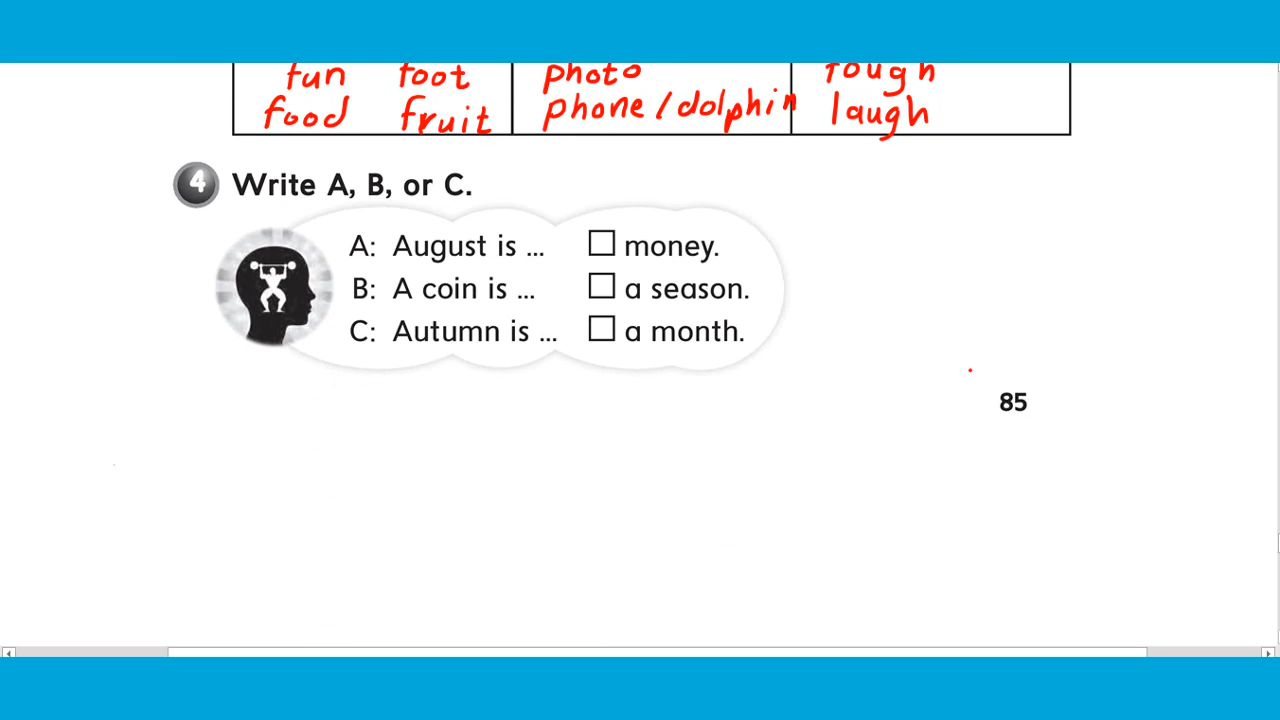 fun foot photo rough
food fruit phone / dolphin laugh
4 Write A, B, or C.
A: August is ... money.
B: A coin is ... a season.
C: Autumn is ... a month.
85